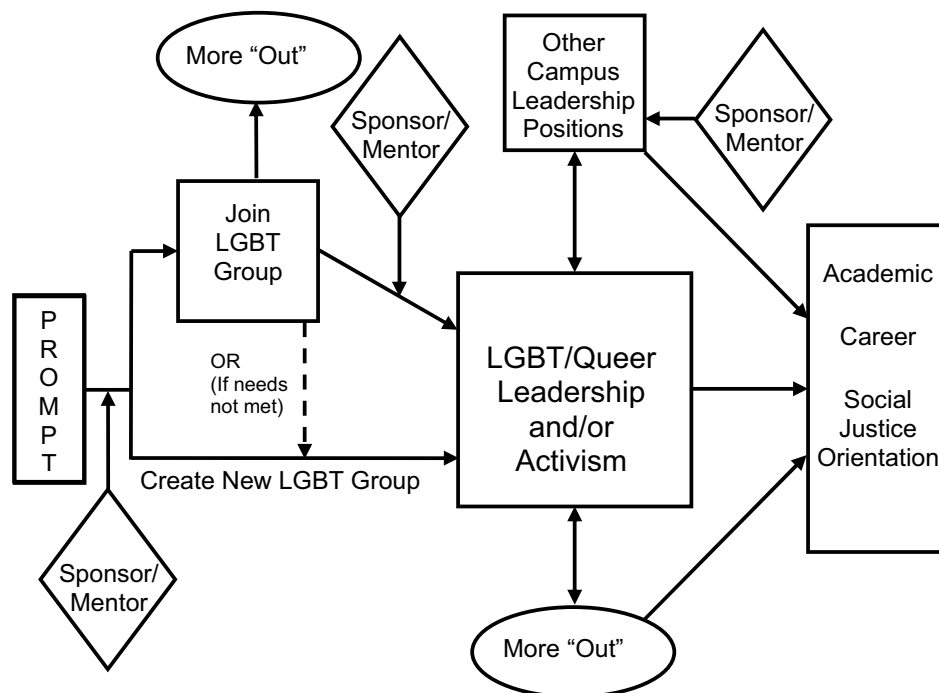 More “Out”
Sponsor/
Mentor
Other
Campus
Leadership
Positions
Sponsor/
Mentor
Join
LGBT
Group
P
R
O
M
P
T
OR
(If needs
not met)
Create New LGBT Group
Sponsor/
Mentor
LGBT/Queer
Leadership
and/or
Activism
More “Out”
Academic
Career
Social
Justice
Orientation